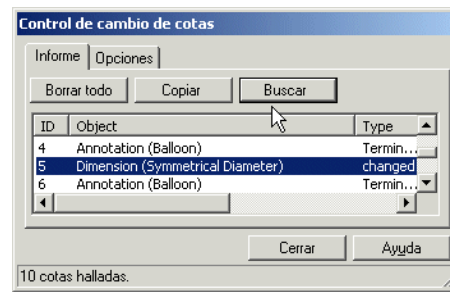 Control de cambio de cotas
Informe Opciones
Borrar todo Copiar Buscar
ID Object Type
4 Annotation (Balloon) Termin...
5 Dimension (Symmetrical Diameter) changed
6 Annotation (Balloon) Termin...
Cerrar Ayuda
10 cotas halladas.